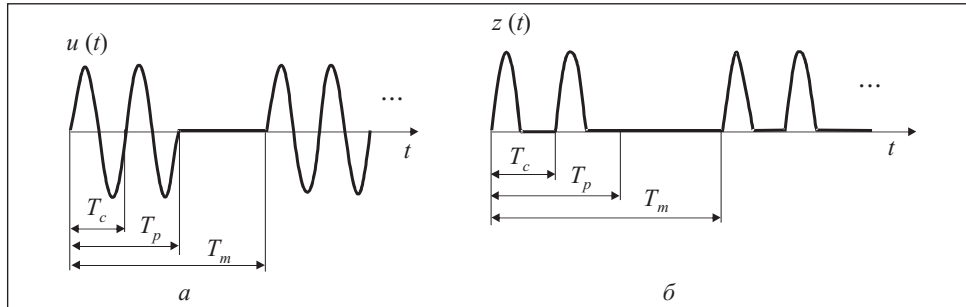 u (t)
...
t
T_c
T_p
T_m
а
z (t)
...
t
T_c
T_p
T_m
б